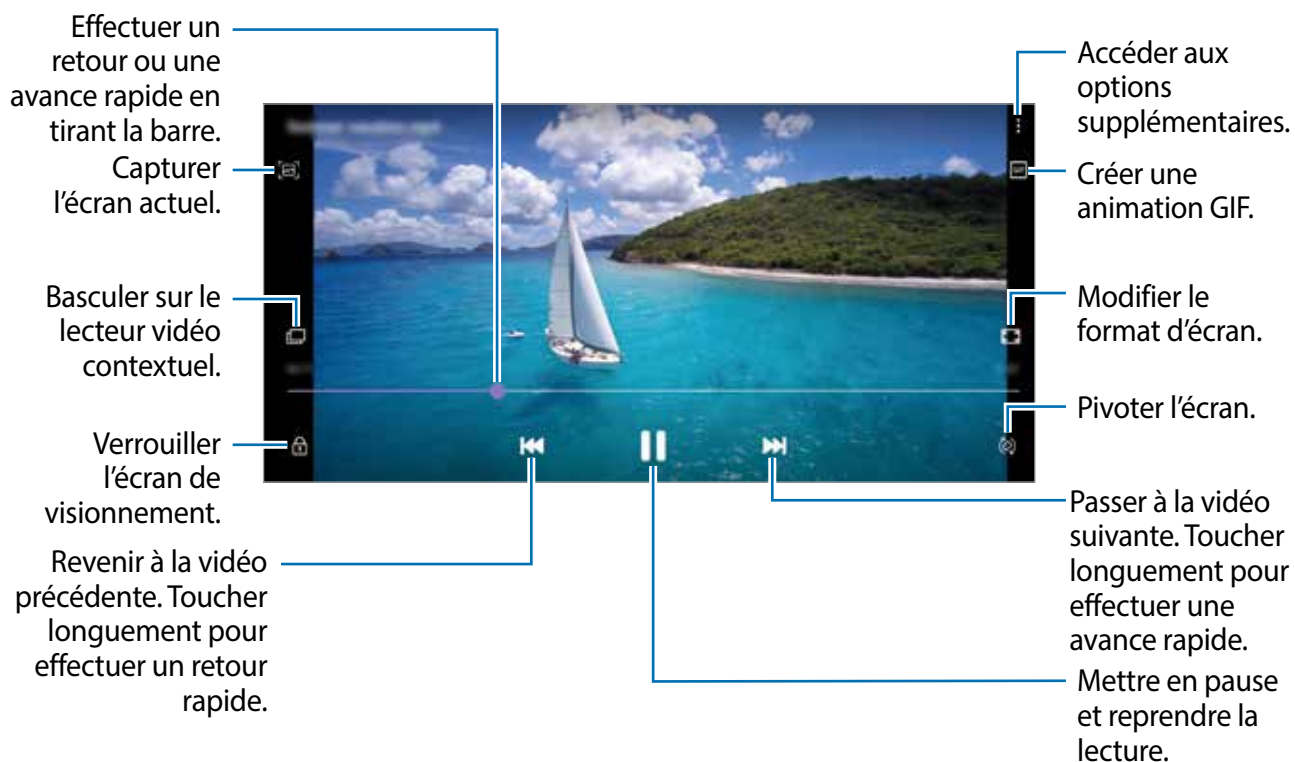 Effectuer un
retour ou une
avance rapide en
tirant la barre.
Capturer
l'écran actuel.
Basculer sur le
lecteur vidéo
contextuel.
Verrouiller
l'écran de
visionnement.
Revenir à la vidéo
précédente. Toucher
longuement pour
effectuer un retour
rapide.
Accéder aux
options
supplémentaires.
Créer une
animation GIF.
Modifier le
format d'écran.
Pivoter l'écran.
Passer à la vidéo
suivante. Toucher
longuement pour
effectuer une
avance rapide.
Mettre en pause
et reprendre la
lecture.